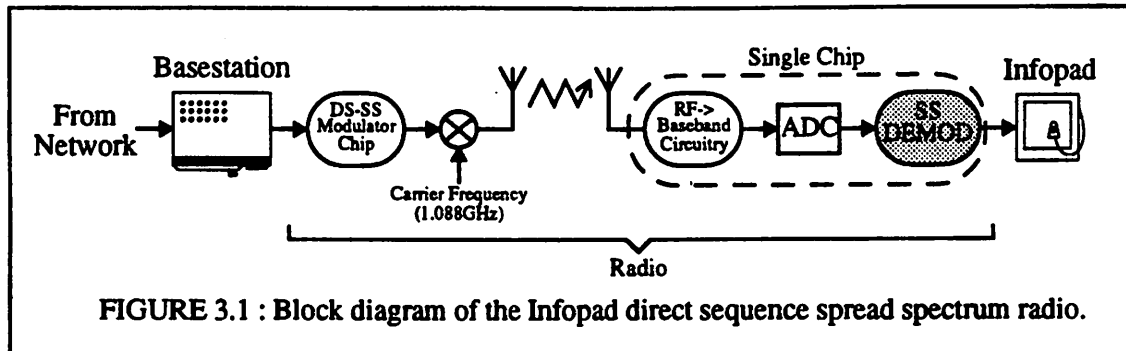 Single Chip
Basestation
Infopad
From
Network
DS-SS
Modulator
Chip
RF->
Baseband
Circuitry
ADC
SS
DEMOD
Carrier Frequency
(1.088GHz)
Radio
FIGURE 3.1 : Block diagram of the Infopad direct sequence spread spectrum radio.